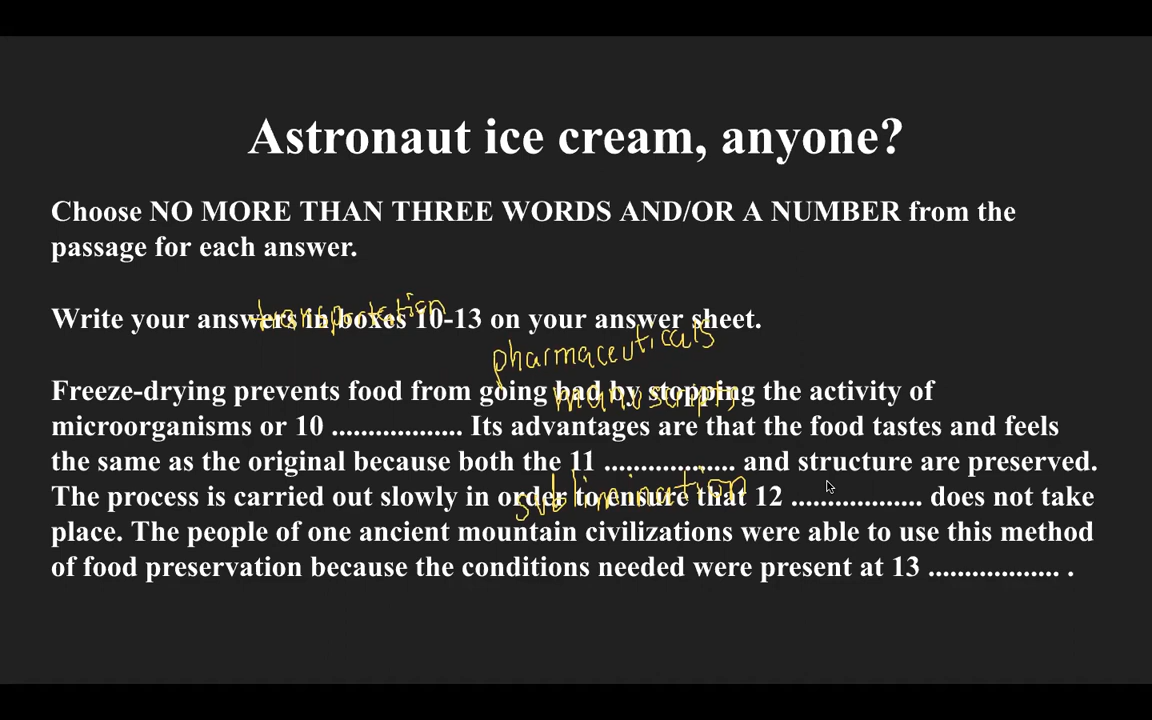 Astronaut ice cream, anyone?
Choose NO MORE THAN THREE WORDS AND/OR A NUMBER from the
passage for each answer.
transprotation
Write your answers in boxes 10-13 on your answer sheet.
pharmaceuticals
Freeze-drying prevents food from going bad by stopping the activity of
manuscripts
microorganisms or 10 ................... Its advantages are that the food tastes and feels
the same as the original because both the 11 ................... and structure are preserved.
sublimination
The process is carried out slowly in order to ensure that 12 ................... does not take
place. The people of one ancient mountain civilizations were able to use this method
of food preservation because the conditions needed were present at 13 ................... .